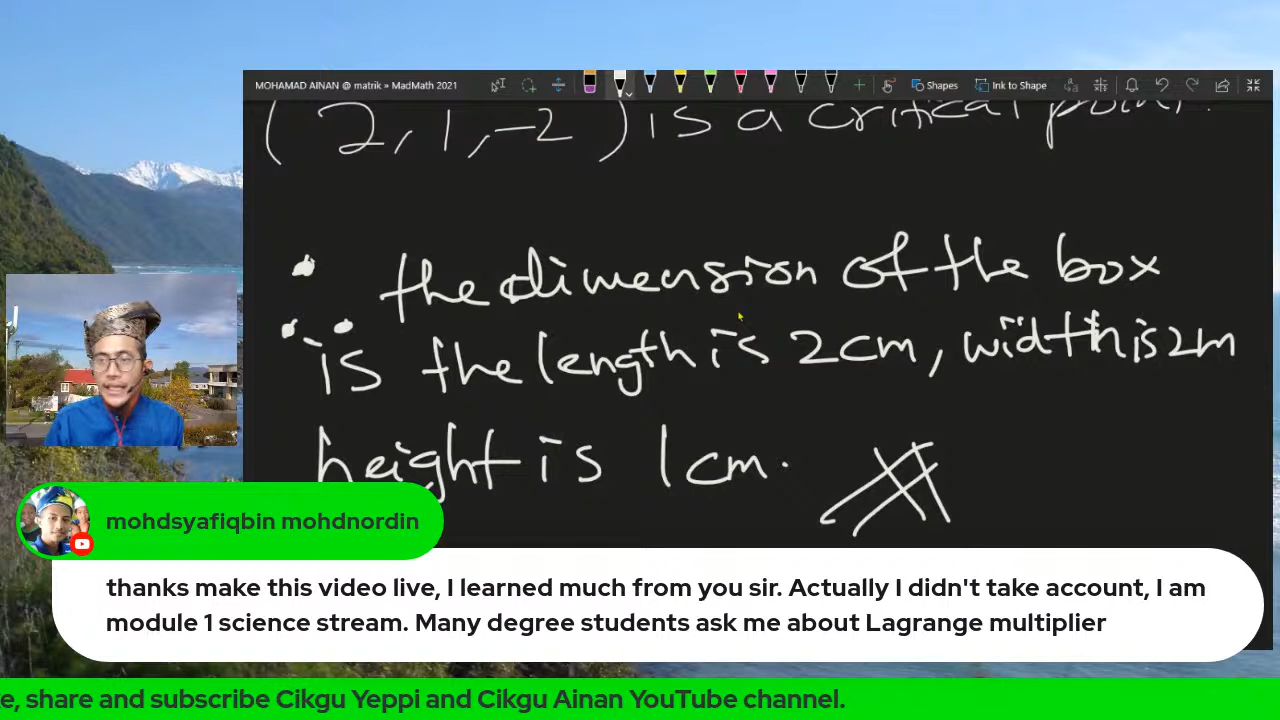 MOHAMAD AINAN @ matrik » MadMath 2021
Shapes
Ink to Shape
(2, 1, -2) is a critical point.
the dimension of the box
is the length is 2cm, width is 2m
height is 1cm.
mohdsyafiqbin mohdnordin
thanks make this video live, I learned much from you sir. Actually I didn't take account, I am
module 1 science stream. Many degree students ask me about Lagrange multiplier
e, share and subscribe Cikgu Yeppi and Cikgu Ainan YouTube channel.